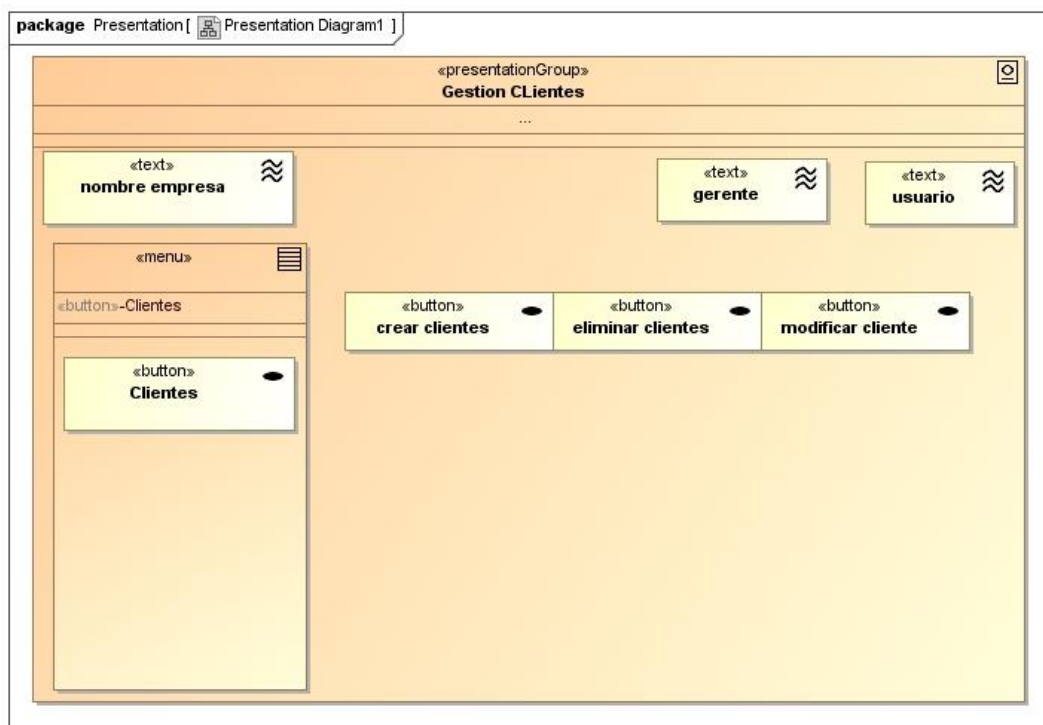 package Presentation [ Presentation Diagram1 ]
«presentationGroup»
Gestion CLientes
...
«text»
nombre empresa
«text»
gerente
«text»
usuario
«menu»
«button»-Clientes
«button»
Clientes
«button»
crear clientes
«button»
eliminar clientes
«button»
modificar cliente